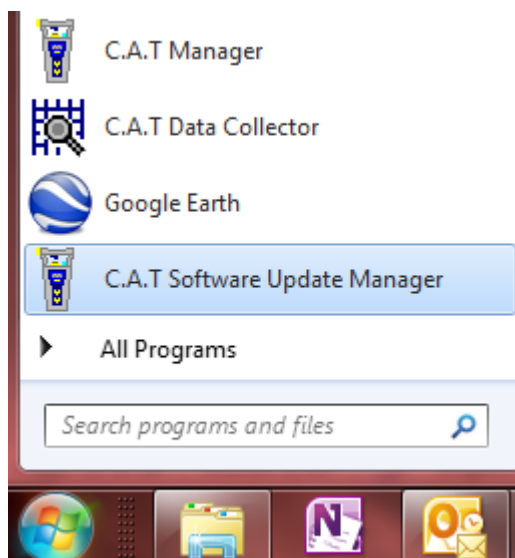 C.A.T Manager
C.A.T Data Collector
Google Earth
C.A.T Software Update Manager
All Programs
Search programs and files